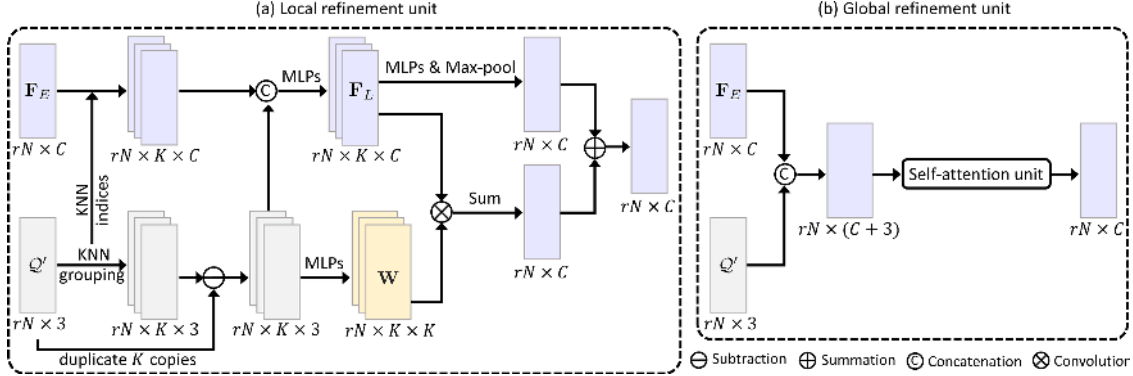 (a) Local refinement unit
F_E
rN × C
rN × K × C
MLPs
F_L
rN × K × C
MLPs & Max-pool
rN × C
rN × C
KNN
indices
Q′
rN × 3
KNN
grouping
rN × K × 3
duplicate K copies
rN × K × 3
MLPs
W
rN × K × K
Sum
rN × C
(b) Global refinement unit
F_E
rN × C
Q′
rN × 3
C
rN × (C + 3)
Self-attention unit
rN × C
Subtraction
Summation
C Concatenation
Convolution